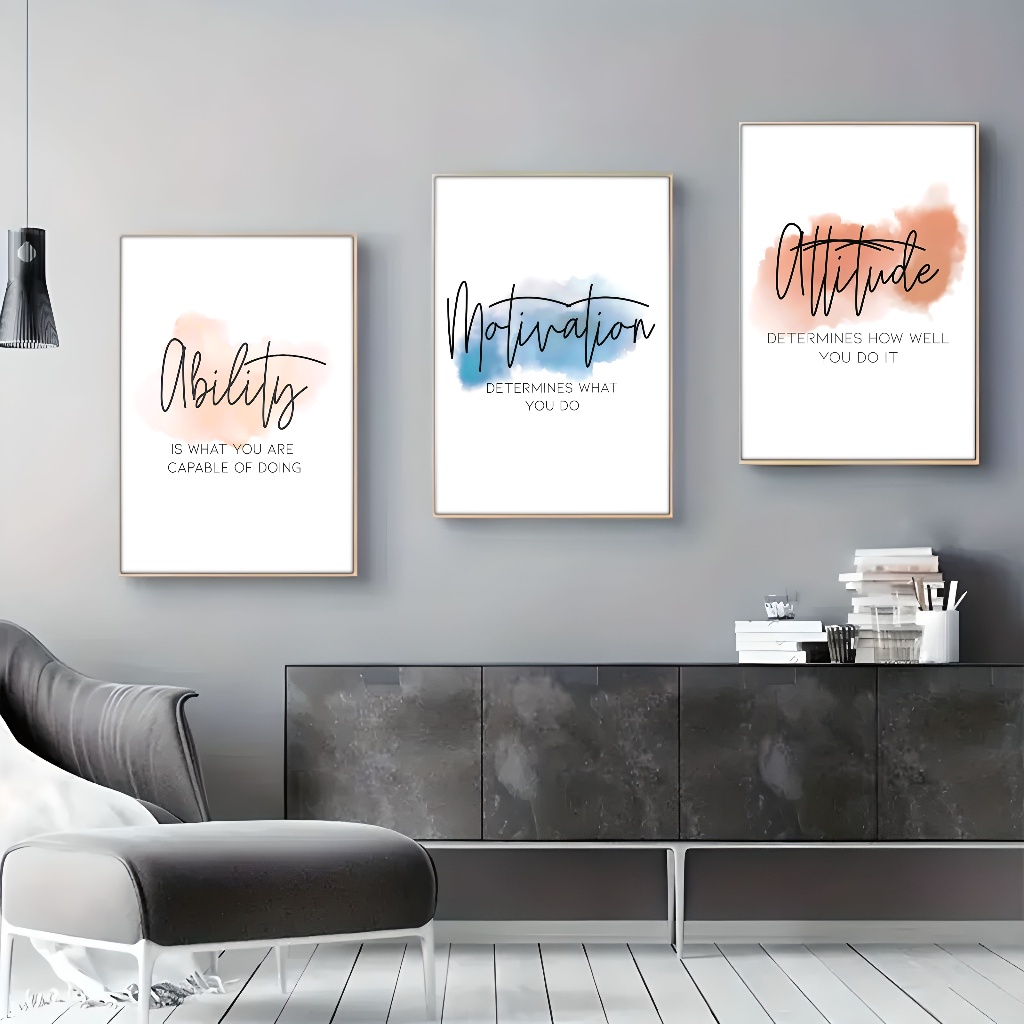 Ability
IS WHAT YOU ARE
CAPABLE OF DOING
Motivation
DETERMINES WHAT
YOU DO
Attitude
DETERMINES HOW WELL
YOU DO IT